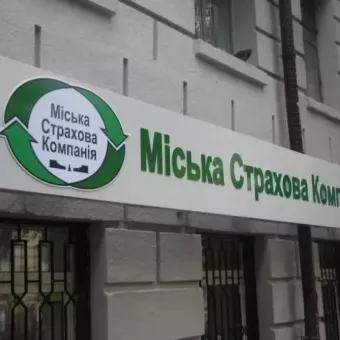 Міська
Страхова
Компанія
Міська Страхова Комп